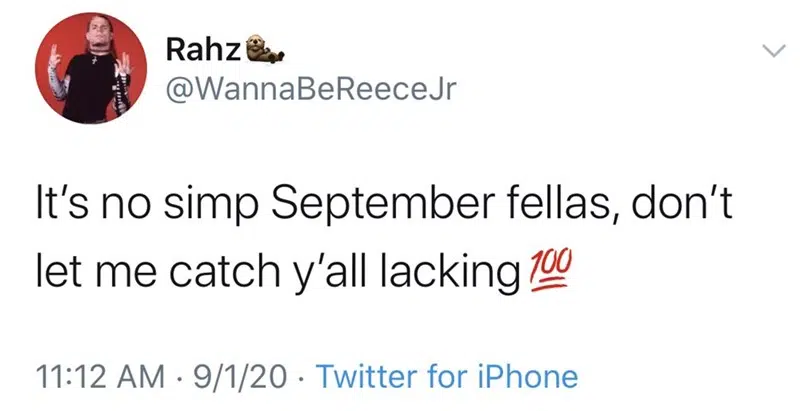 Rahz🦦
@WannaBeReeceJr
It’s no simp September fellas, don’t
let me catch y’all lacking 💯
11:12 AM · 9/1/20 · Twitter for iPhone